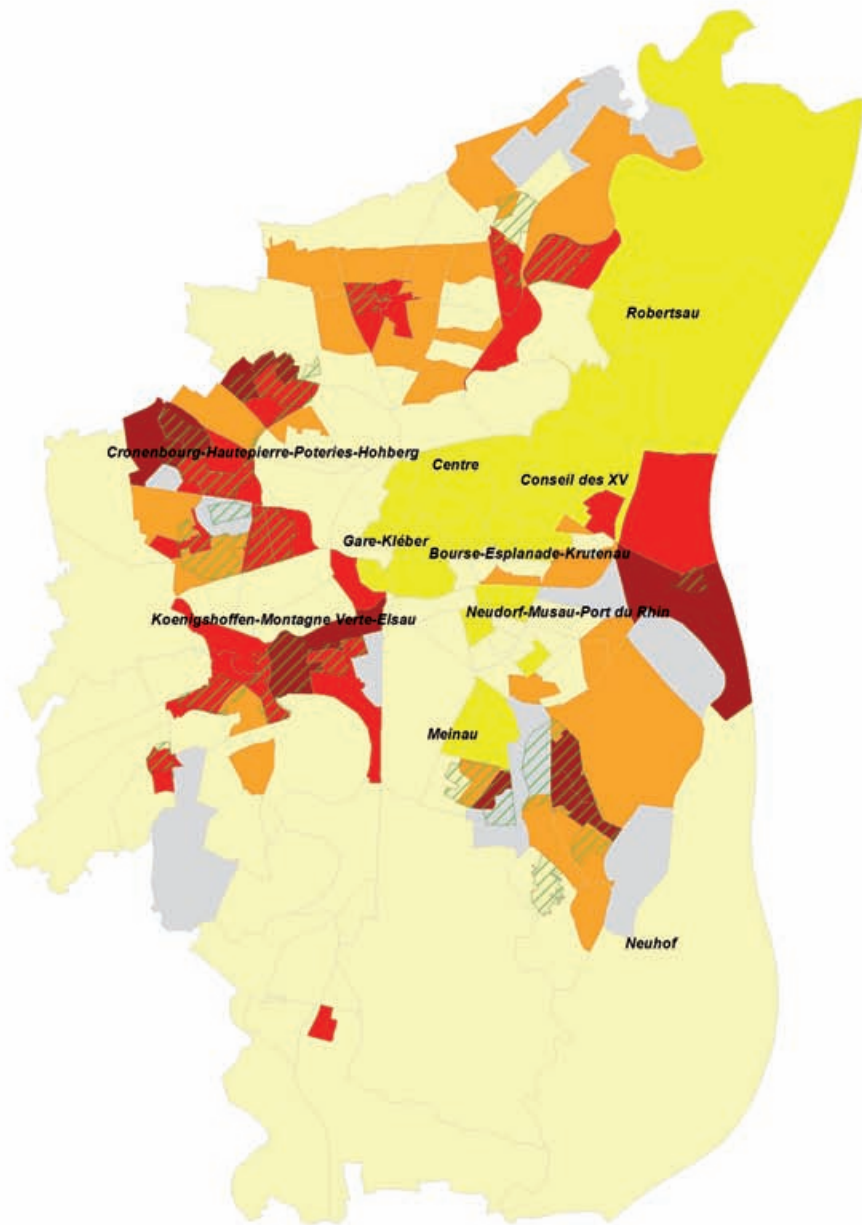 Robertsau
Cronenbourg-Hautepierre-Poteries-Hohberg
Centre
Conseil des XV
Gare-Kléber
Bourse-Esplanade-Krutenau
Koenigshoffen-Montagne Verte-Elsau
Neudorf-Musau-Port du Rhin
Meinau
Neuhof